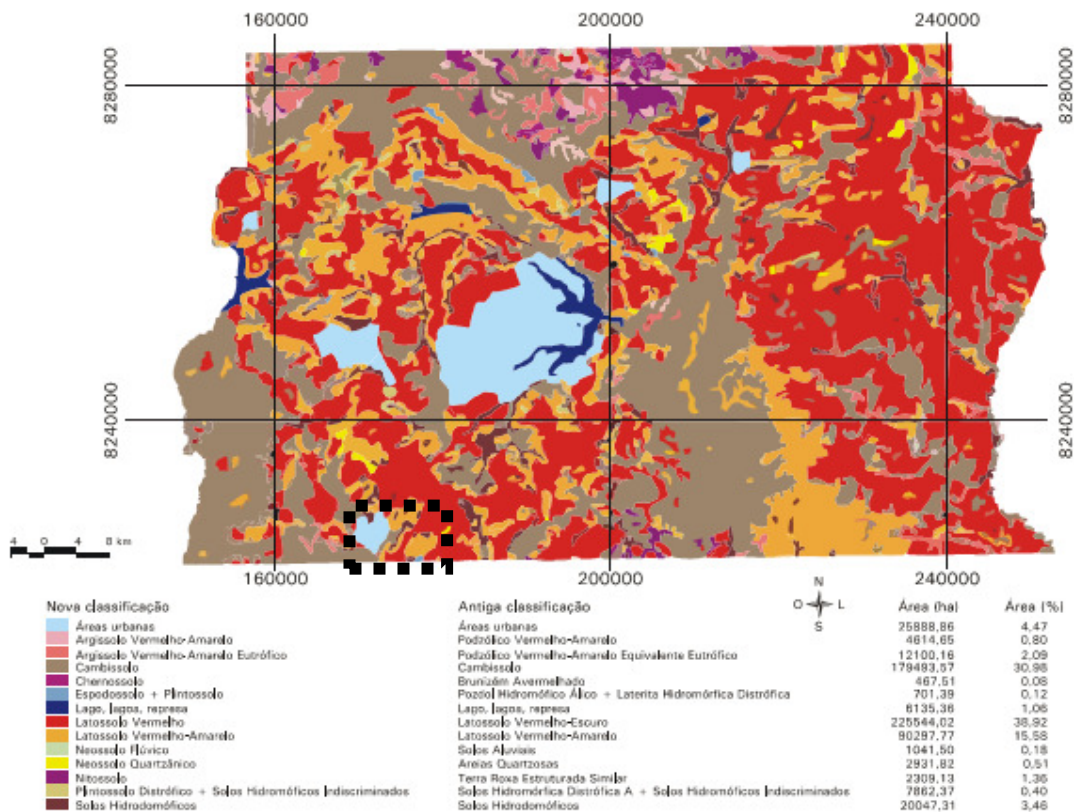 160000 200000 240000
8280000 8280000
8240000 8240000
4 0 4 8 km
160000 200000 240000
N
O L
S
Nova classificação Antiga classificação Área (ha) Área (%)
Áreas urbanas Áreas urbanas 25888,86 4,47
Argissolo Vermelho-Amarelo Podzólico Vermelho-Amarelo 4614,65 0,80
Argissolo Vermelho-Amarelo Eutrófico Podzólico Vermelho-Amarelo Equivalente Eutrófico 12100,16 2,09
Cambissolo Cambissolo 179493,57 30,98
Chernossolo Brunizém Avermelhado 467,51 0,08
Espodossolo + Plintossolo Pozdol Hidromófico Álico + Laterita Hidromórfica Distrófica 701,39 0,12
Lago, lagoa, represa Lago, lagoa, represa 6135,36 1,06
Latossolo Vermelho Latossolo Vermelho-Escuro 225544,02 38,92
Latossolo Vermelho-Amarelo Latossolo Vermelho-Amarelo 90297,77 15,58
Neossolo Flúvico Solos Aluviais 1041,50 0,18
Neossolo Quartzânico Áreias Quartzosas 2931,82 0,51
Nitossolo Terra Roxa Estruturada Similar 2309,13 1,36
Plintossolo Distrófico + Solos Hidromóficos Indiscriminados Solos Hidromórfica Distrófica A + Solos Hidromóficos Indiscriminados 7862,37 0,40
Solos Hidrodomóficos Solos Hidrodomóficos 20047,31 3,46